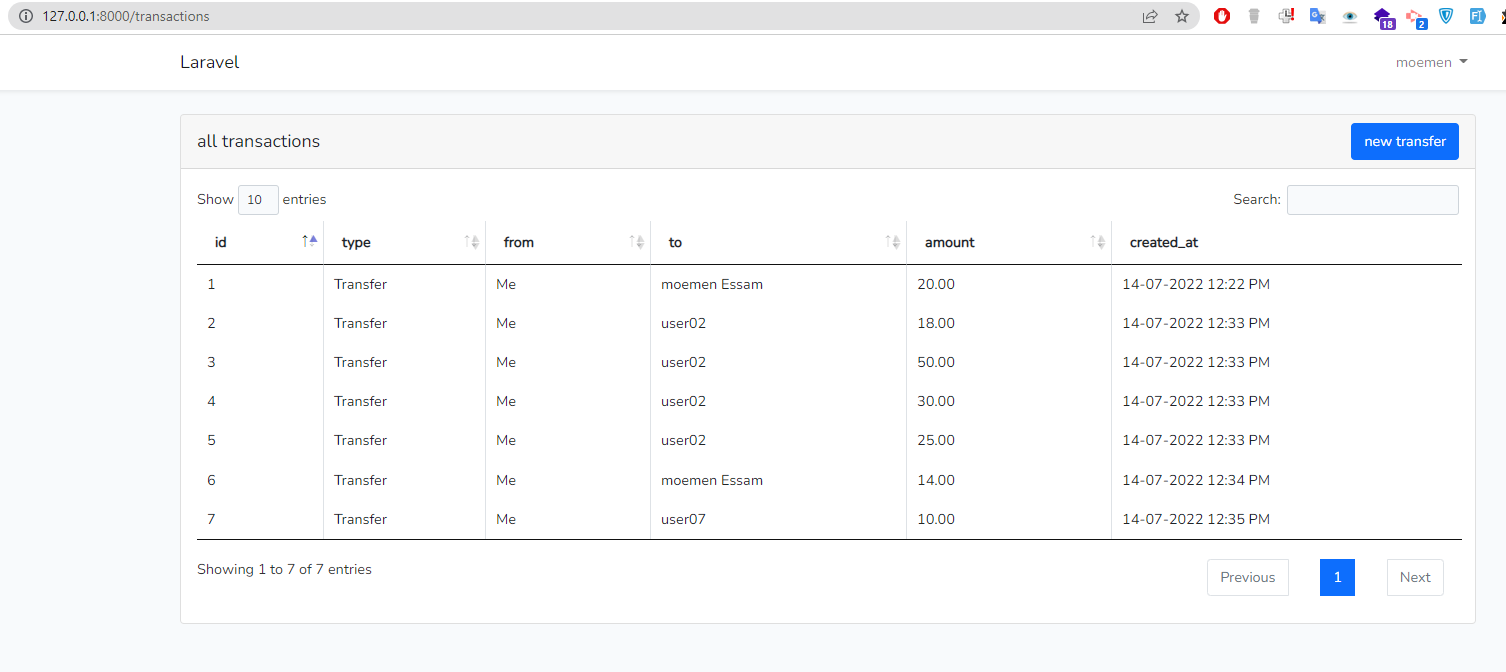 127.0.0.1:8000/transactions
18
2
Laravel
moemen
all transactions
new transfer
Show 10 entries
Search:
id type from to amount created_at
1 Transfer Me moemen Essam 20.00 14-07-2022 12:22 PM
2 Transfer Me user02 18.00 14-07-2022 12:33 PM
3 Transfer Me user02 50.00 14-07-2022 12:33 PM
4 Transfer Me user02 30.00 14-07-2022 12:33 PM
5 Transfer Me user02 25.00 14-07-2022 12:33 PM
6 Transfer Me moemen Essam 14.00 14-07-2022 12:34 PM
7 Transfer Me user07 10.00 14-07-2022 12:35 PM
Showing 1 to 7 of 7 entries
Previous 1 Next